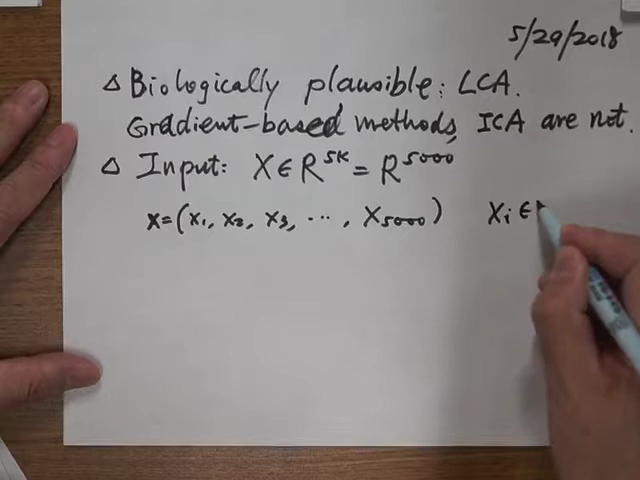 5/29/2018
Δ Biologically plausible: LCA.
Gradient-based methods, ICA are not.
Δ Input: X ∈ R^5K = R^5000
x=(x₁, x₂, x₃, ..., x₅₀₀₀) xᵢ ∈